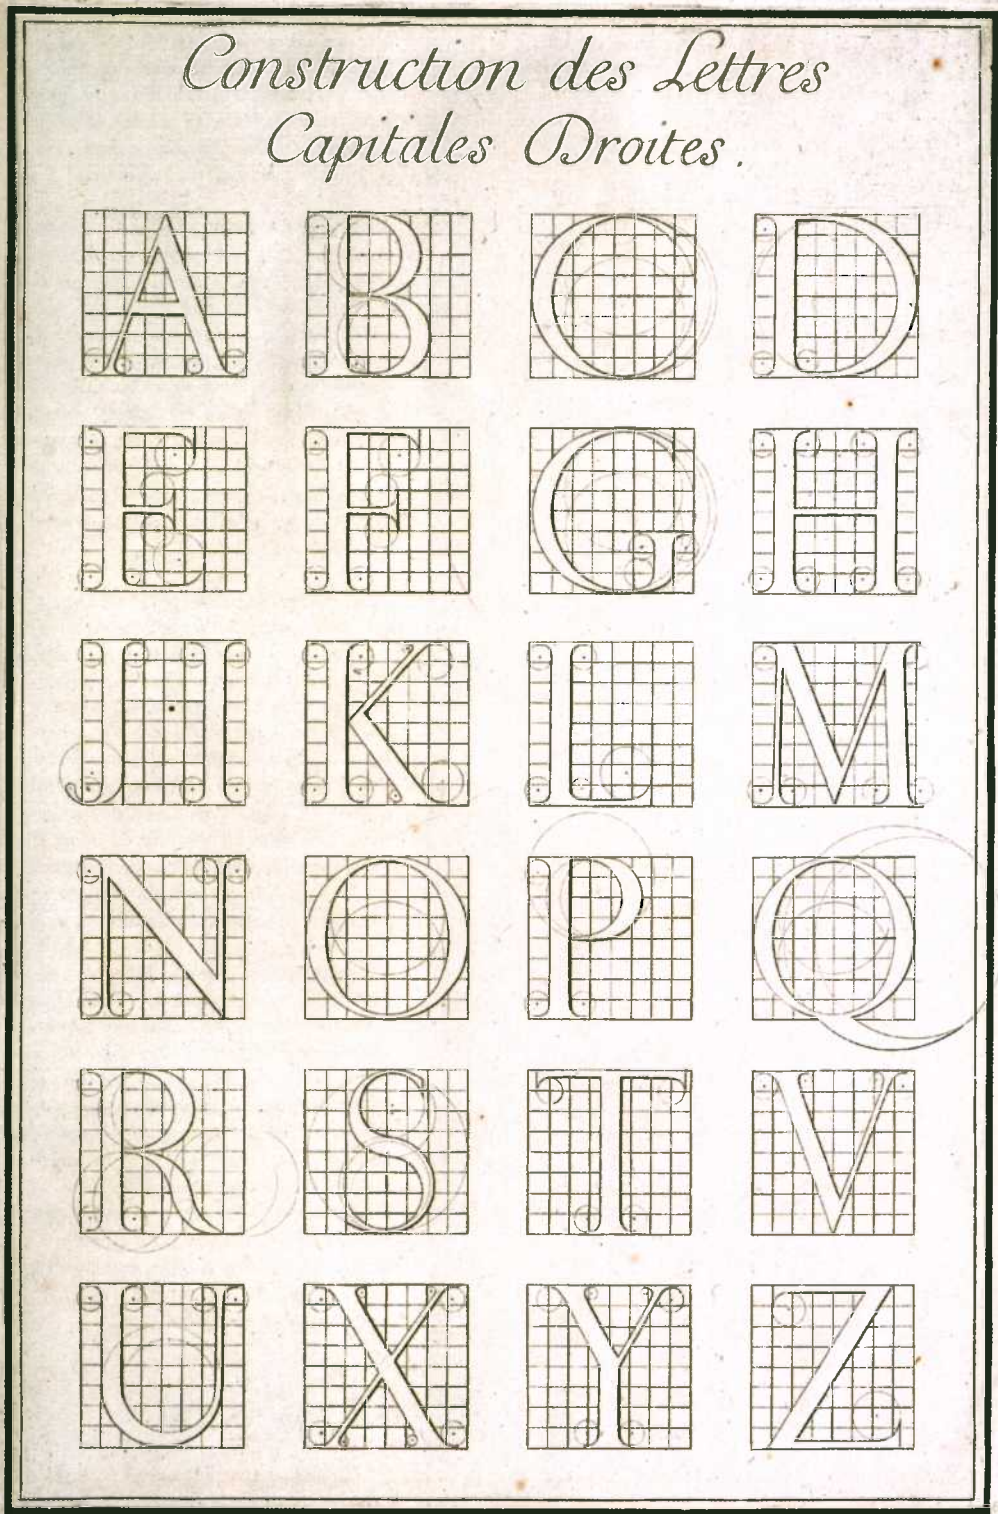 Construction des Lettres
Capitales Droites.
A B C D
E F G H
J I K L M
N O P Q
R S T V
U X Y Z